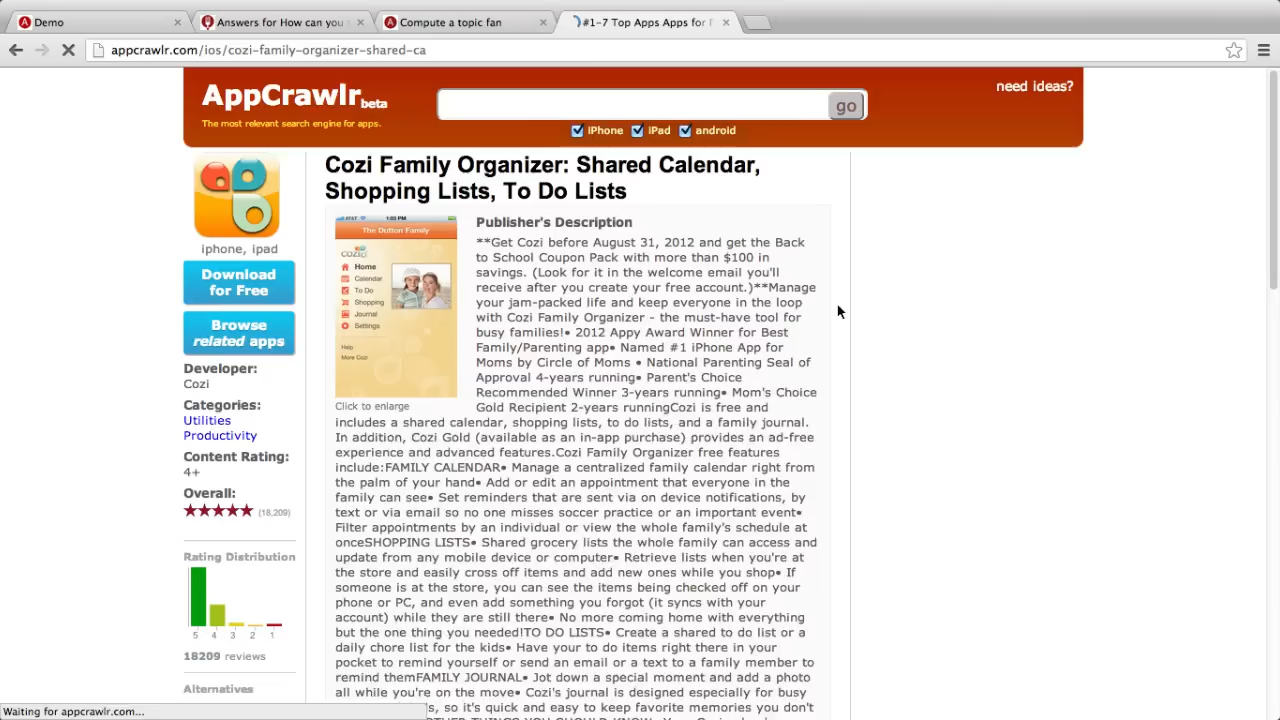 Demo
Answers for How can you s
Compute a topic fan
#1-7 Top Apps Apps for F
appcrawlr.com/ios/cozi-family-organizer-shared-ca
AppCrawlr beta
The most relevant search engine for apps.
go
need ideas?
iPhone iPad android
iphone, ipad
Download
for Free
Browse
related apps
Developer:
Cozi
Categories:
Utilities
Productivity
Content Rating:
4+
Overall:
(18,209)
Rating Distribution
5 4 3 2 1
18209 reviews
Alternatives
Cozi Family Organizer: Shared Calendar,
Shopping Lists, To Do Lists
1:03 PM
The Dutton Family
cozi
Home
Calendar
To Do
Shopping
Journal
Settings
Help
More Cozi
Click to enlarge
Publisher's Description
**Get Cozi before August 31, 2012 and get the Back
to School Coupon Pack with more than $100 in
savings. (Look for it in the welcome email you'll
receive after you create your free account.)**Manage
your jam-packed life and keep everyone in the loop
with Cozi Family Organizer - the must-have tool for
busy families!• 2012 Appy Award Winner for Best
Family/Parenting app• Named #1 iPhone App for
Moms by Circle of Moms • National Parenting Seal of
Approval 4-years running• Parent's Choice
Recommended Winner 3-years running• Mom's Choice
Gold Recipient 2-years runningCozi is free and
includes a shared calendar, shopping lists, to do lists, and a family journal.
In addition, Cozi Gold (available as an in-app purchase) provides an ad-free
experience and advanced features.Cozi Family Organizer free features
include:FAMILY CALENDAR• Manage a centralized family calendar right from
the palm of your hand• Add or edit an appointment that everyone in the
family can see• Set reminders that are sent via on device notifications, by
text or via email so no one misses soccer practice or an important event•
Filter appointments by an individual or view the whole family's schedule at
onceSHOPPING LISTS• Shared grocery lists the whole family can access and
update from any mobile device or computer• Retrieve lists when you're at
the store and easily cross off items and add new ones while you shop• If
someone is at the store, you can see the items being checked off on your
phone or PC, and even add something you forgot (it syncs with your
account) while they are still there• No more coming home with everything
but the one thing you needed!TO DO LISTS• Create a shared to do list or a
daily chore list for the kids• Have your to do items right there in your
pocket to remind yourself or send an email or a text to a family member to
remind themFAMILY JOURNAL• Jot down a special moment and add a photo
all while you're on the move• Cozi's journal is designed especially for busy
so it's quick and easy to keep favorite memories you don't
Waiting for appcrawlr.com...